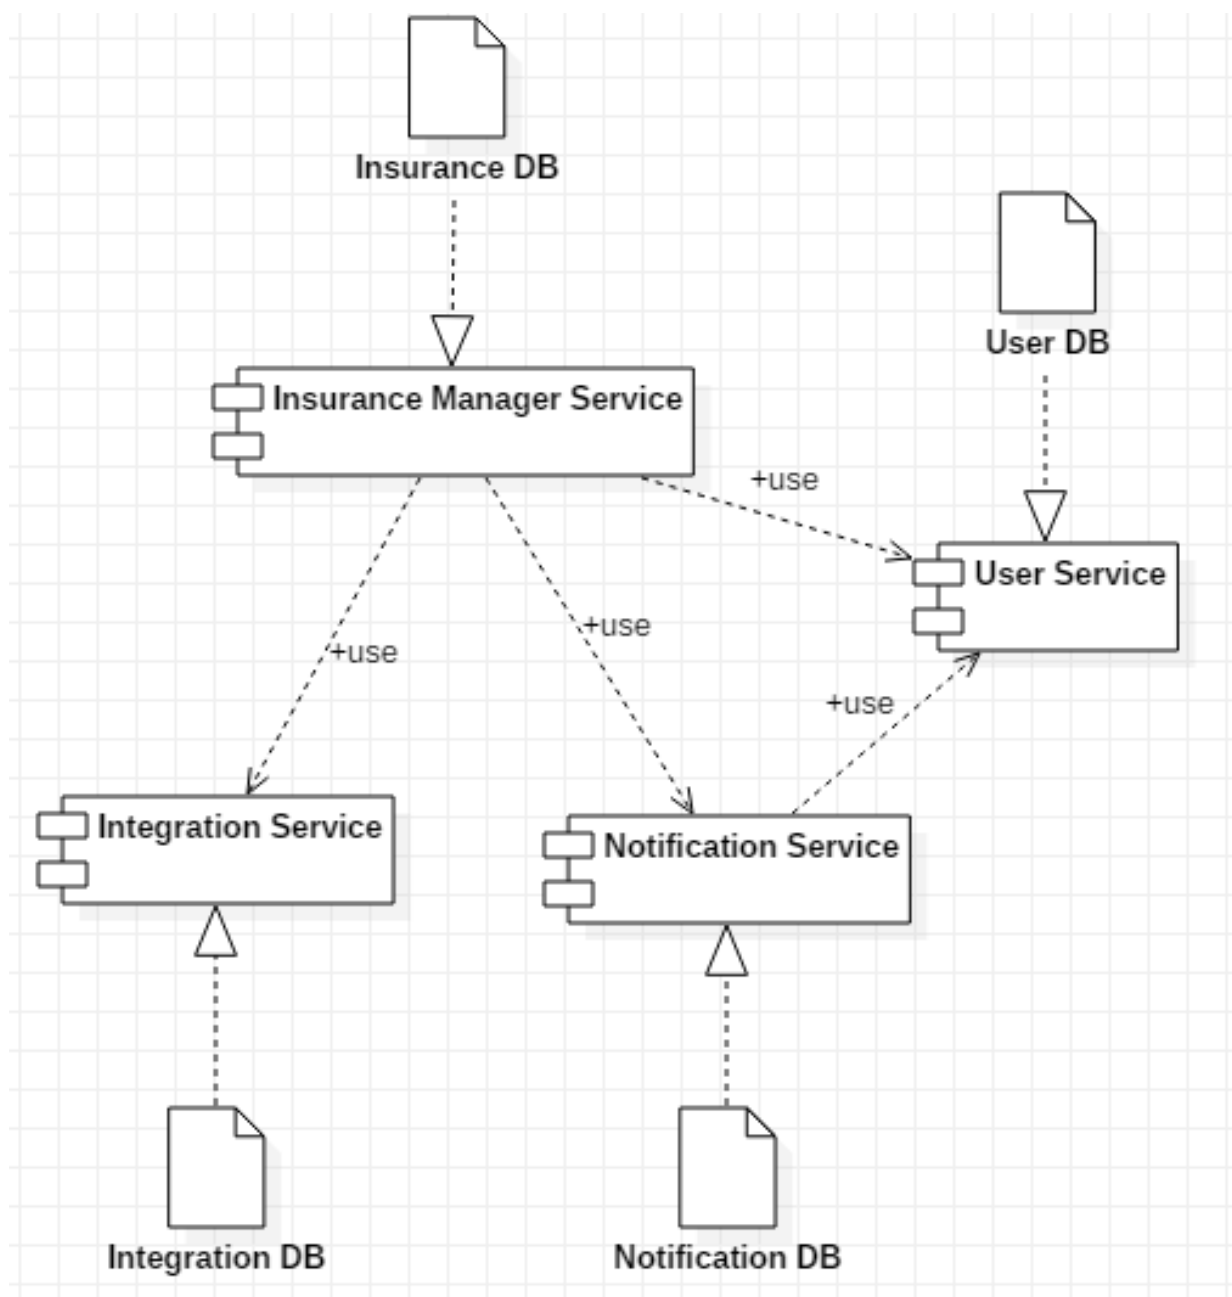 Insurance DB
User DB
Insurance Manager Service
+use
User Service
+use
+use
+use
Integration Service
Notification Service
Integration DB
Notification DB